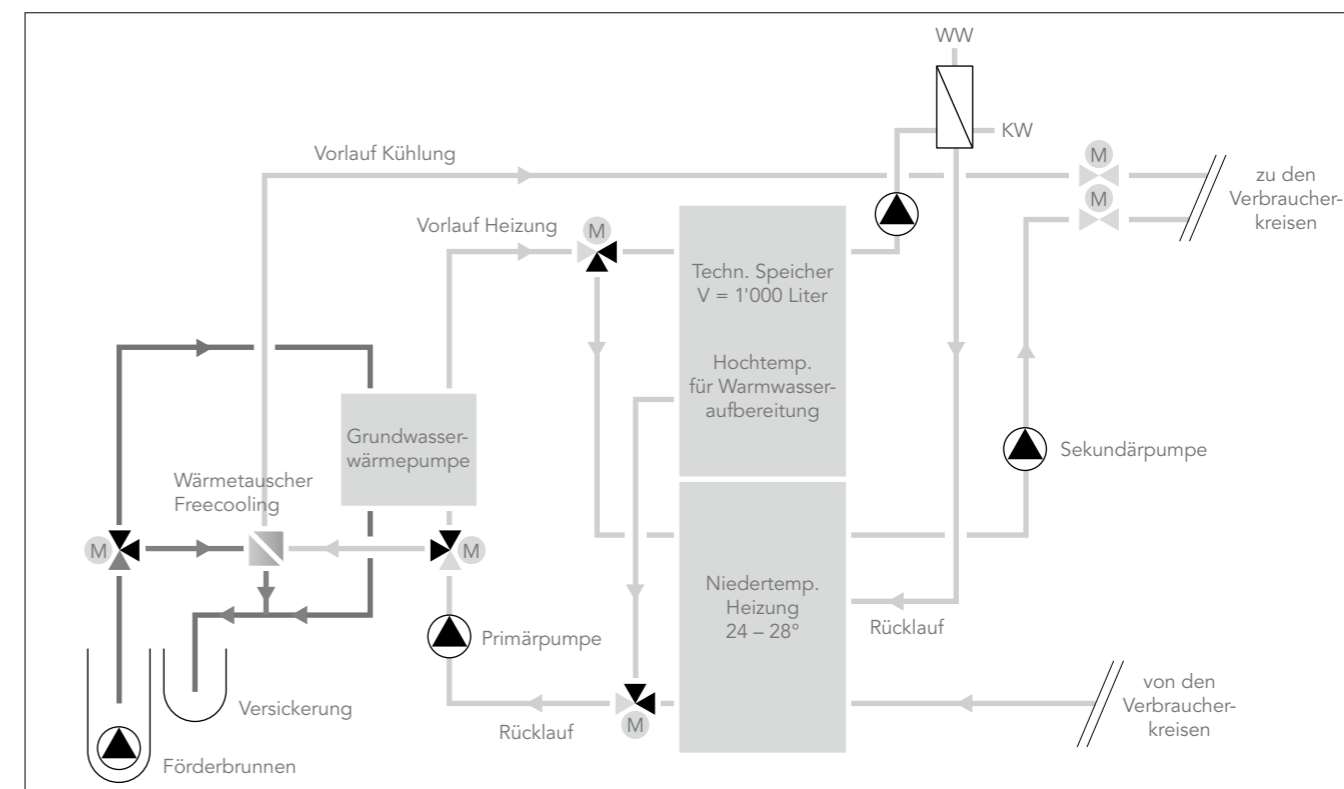 WW
KW
Vorlauf Kühlung
M
M
zu den
Verbraucher-
kreisen
Vorlauf Heizung
M
Techn. Speicher
V = 1'000 Liter
Hochtemp.
für Warmwasser-
aufbereitung
Grundwasser-
wärmepumpe
Sekundärpumpe
Wärmetauscher
Freecooling
M
M
Niedertemp.
Heizung
24 – 28°
Rücklauf
Primärpumpe
Versickerung
Rücklauf
M
von den
Verbraucher-
kreisen
Förderbrunnen